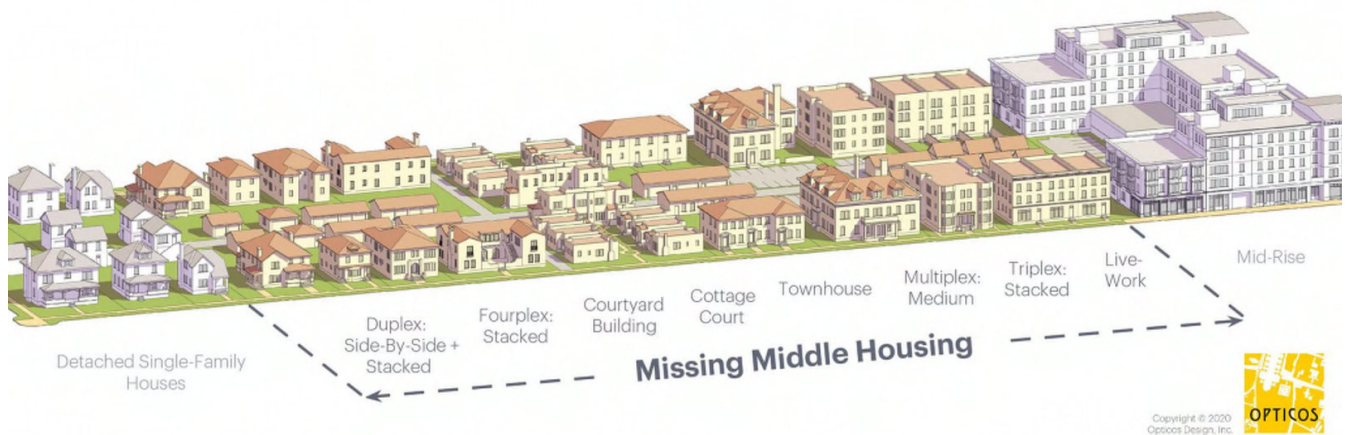 Detached Single-Family
Houses
Duplex:
Side-By-Side +
Stacked
Fourplex:
Stacked
Courtyard
Building
Cottage
Court
Townhouse
Multiplex:
Medium
Triplex:
Stacked
Live-
Work
Mid-Rise
Missing Middle Housing
Copyright © 2020
Opticos Design, Inc.
OPTICOS